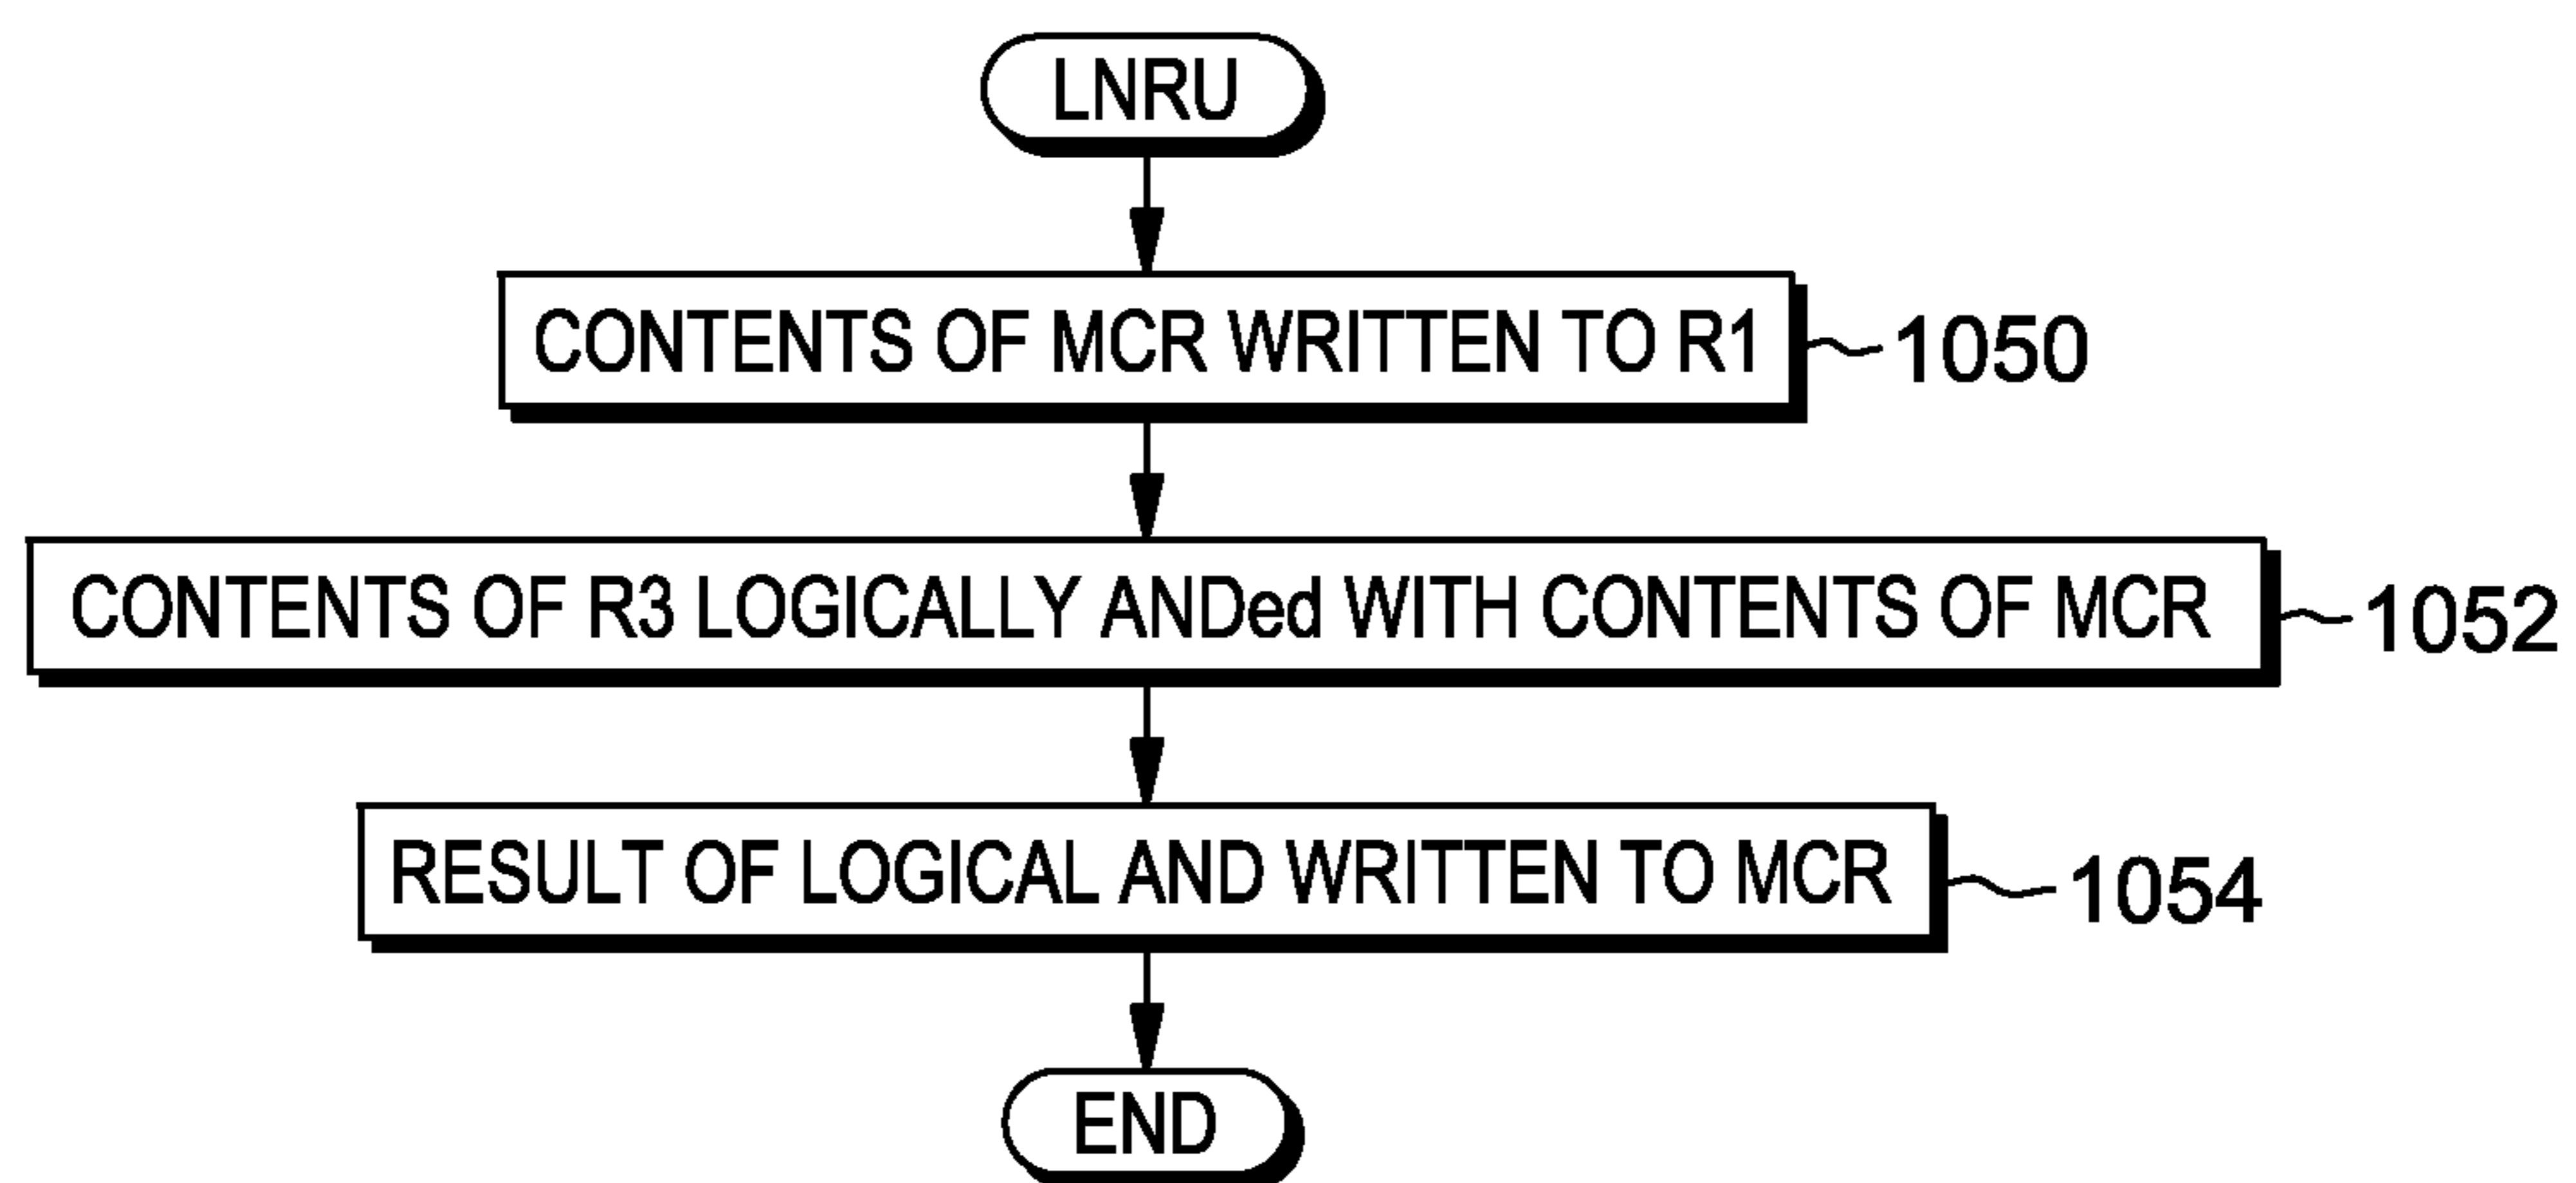 LNRU
CONTENTS OF MCR WRITTEN TO R1
1050
CONTENTS OF R3 LOGICALLY ANDed WITH CONTENTS OF MCR
1052
RESULT OF LOGICAL AND WRITTEN TO MCR
1054
END